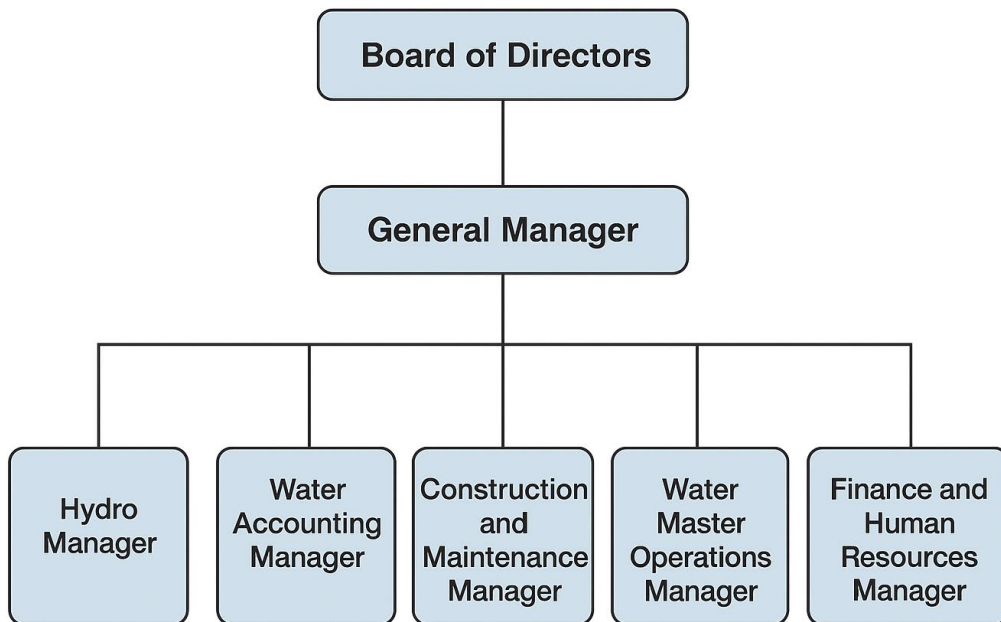 Board of Directors
General Manager
Hydro
Manager
Water
Accounting
Manager
Construction
and
Maintenance
Manager
Water
Master
Operations
Manager
Finance and
Human
Resources
Manager